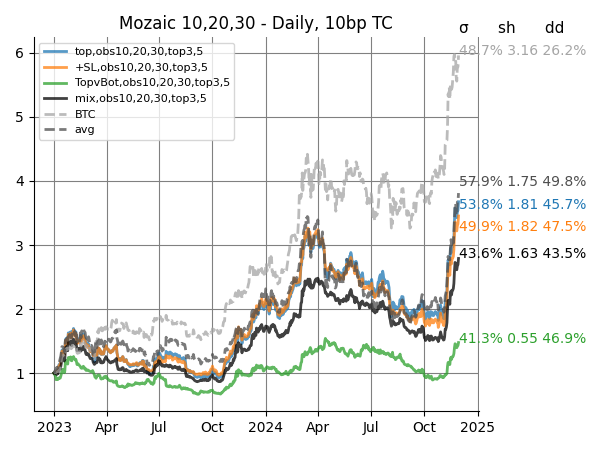 Mozaic 10,20,30 - Daily, 10bp TC
σ sh dd
top,obs10,20,30,top3,5
+SL,obs10,20,30,top3,5
TopvBot,obs10,20,30,top3,5
mix,obs10,20,30,top3,5
BTC
avg
48.7% 3.16 26.2%
57.9% 1.75 49.8%
53.8% 1.81 45.7%
49.9% 1.82 47.5%
43.6% 1.63 43.5%
41.3% 0.55 46.9%
6
5
4
3
2
1
2023 Apr Jul Oct 2024 Apr Jul Oct 2025